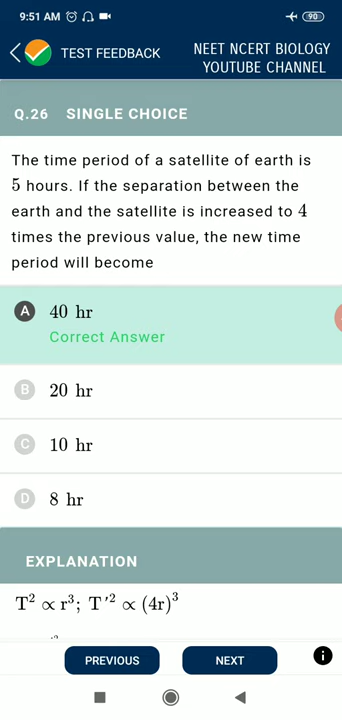 9:51 AM
90
TEST FEEDBACK
NEET NCERT BIOLOGY
YOUTUBE CHANNEL
Q.26 SINGLE CHOICE
The time period of a satellite of earth is
5 hours. If the separation between the
earth and the satellite is increased to 4
times the previous value, the new time
period will become
A 40 hr
Correct Answer
B 20 hr
C 10 hr
D 8 hr
EXPLANATION
T² ∝ r³; T′² ∝ (4r)³
PREVIOUS
NEXT
i